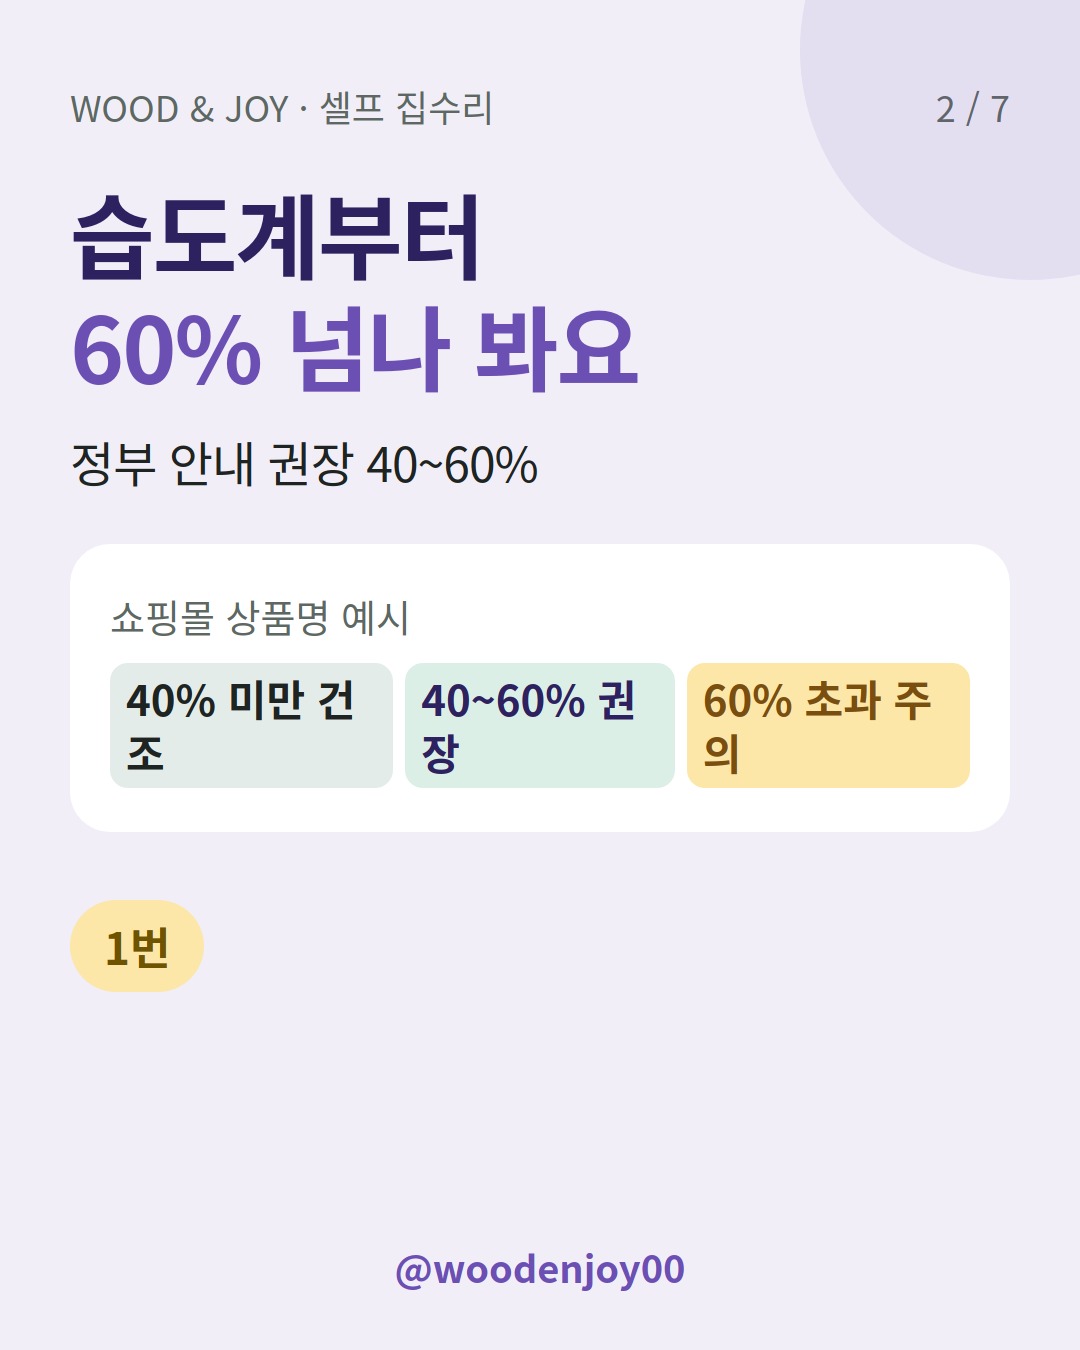 WOOD & JOY · 셀프 집수리
2 / 7
습도계부터
60% 넘나 봐요
정부 안내 권장 40~60%
쇼핑몰 상품명 예시
40% 미만 건
조
40~60% 권
장
60% 초과 주
의
1번
@woodenjoy00